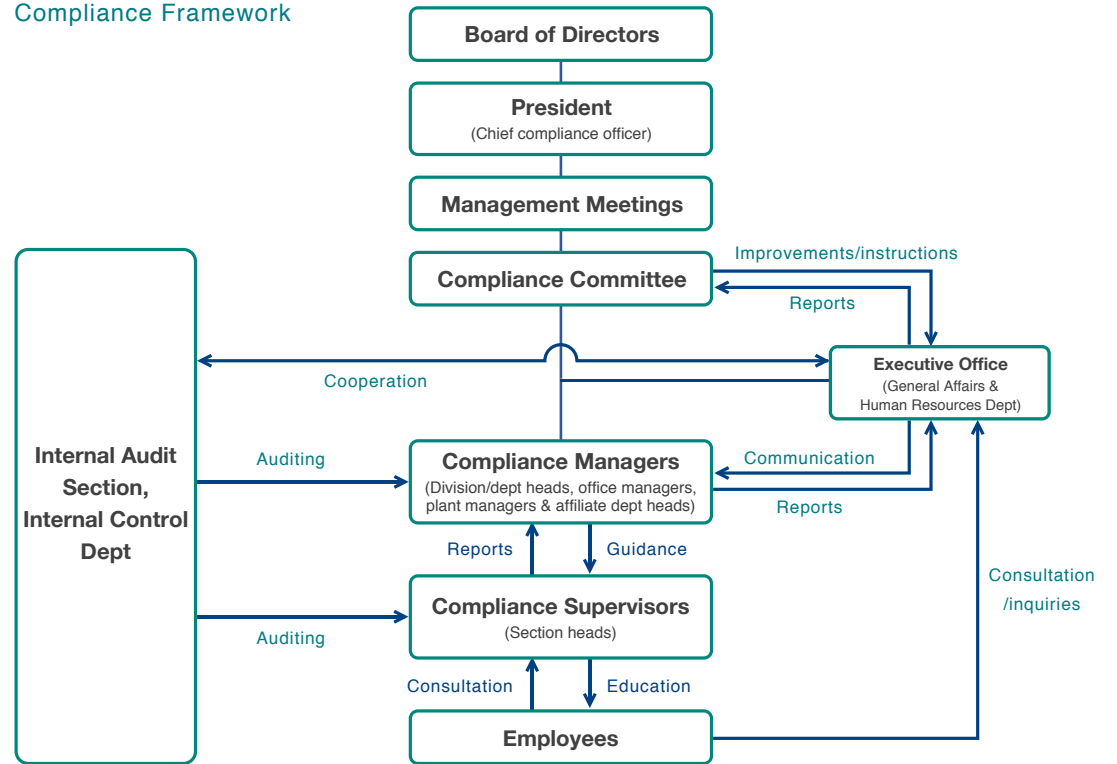 Compliance Framework
Board of Directors
President
(Chief compliance officer)
Management Meetings
Compliance Committee
Improvements/instructions
Reports
Executive Office
(General Affairs &
Human Resources Dept)
Cooperation
Internal Audit
Section,
Internal Control
Dept
Auditing
Compliance Managers
(Division/dept heads, office managers,
plant managers & affiliate dept heads)
Communication
Reports
Reports
Guidance
Consultation
/inquiries
Compliance Supervisors
(Section heads)
Auditing
Consultation
Education
Employees